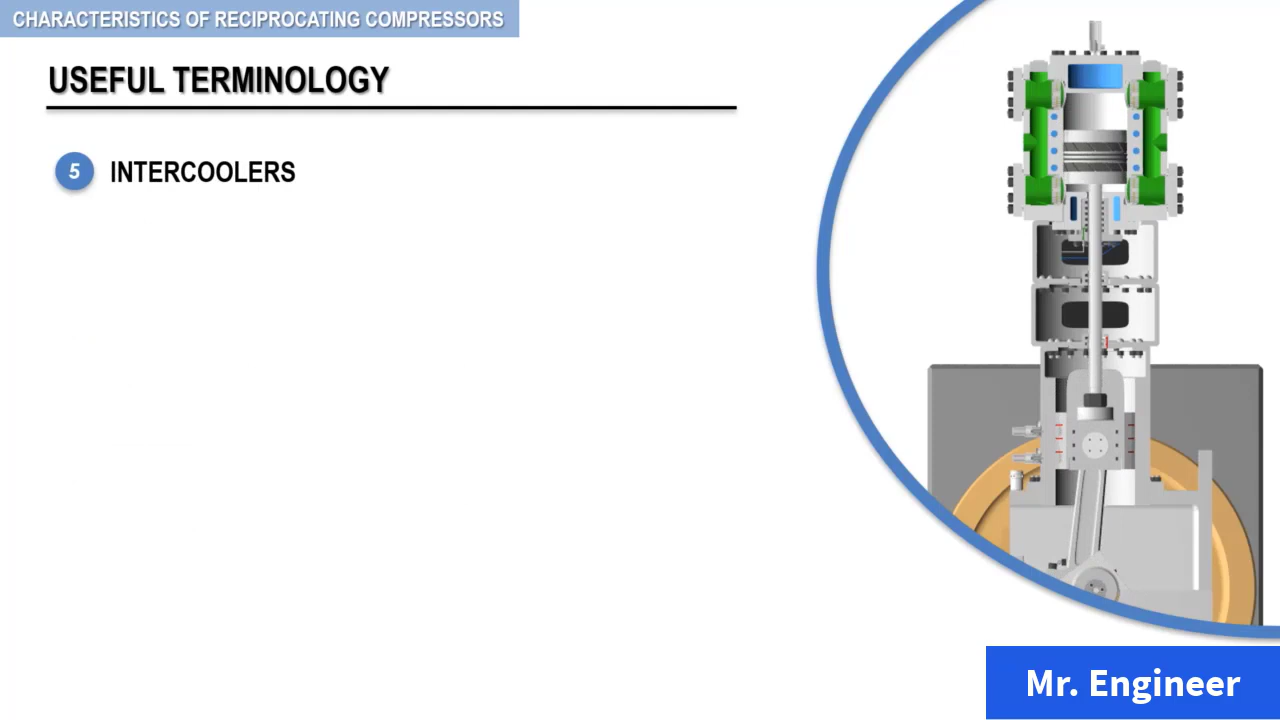 CHARACTERISTICS OF RECIPROCATING COMPRESSORS
USEFUL TERMINOLOGY
5 INTERCOOLERS
Mr. Engineer